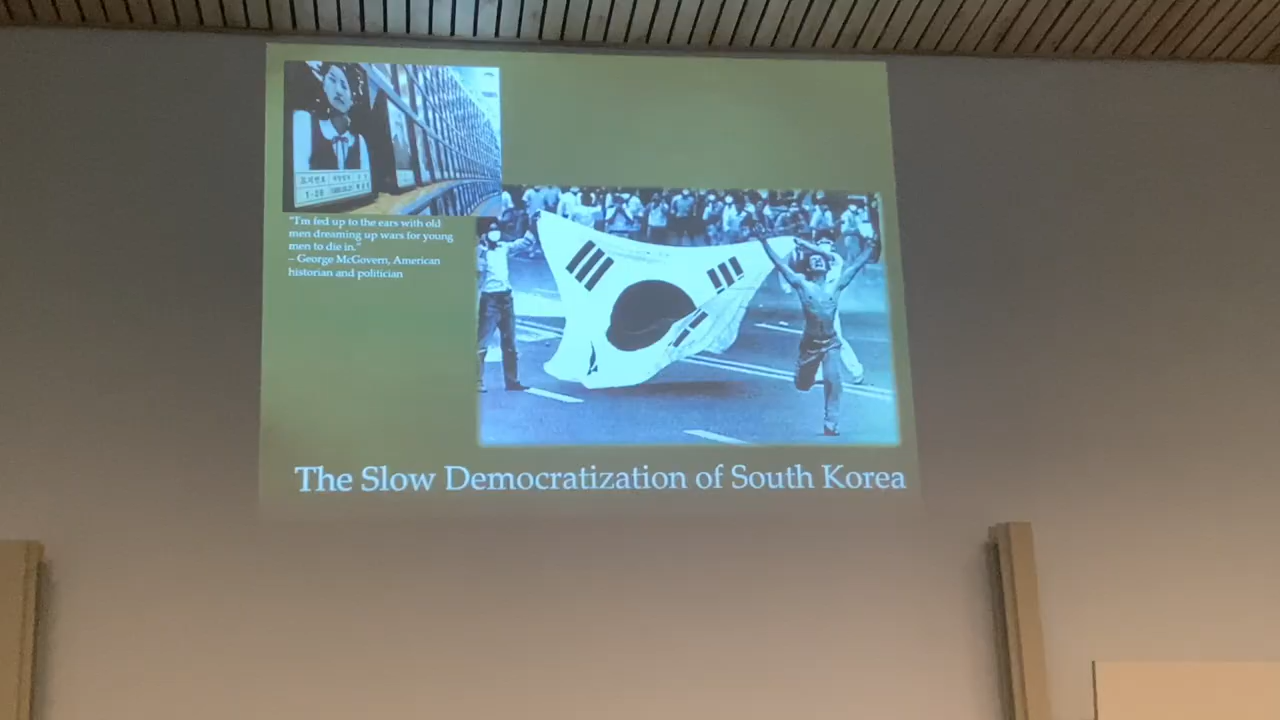 "I'm fed up to the ears with old
men dreaming up wars for young
men to die in."
– George McGovern, American
historian and politician
The Slow Democratization of South Korea